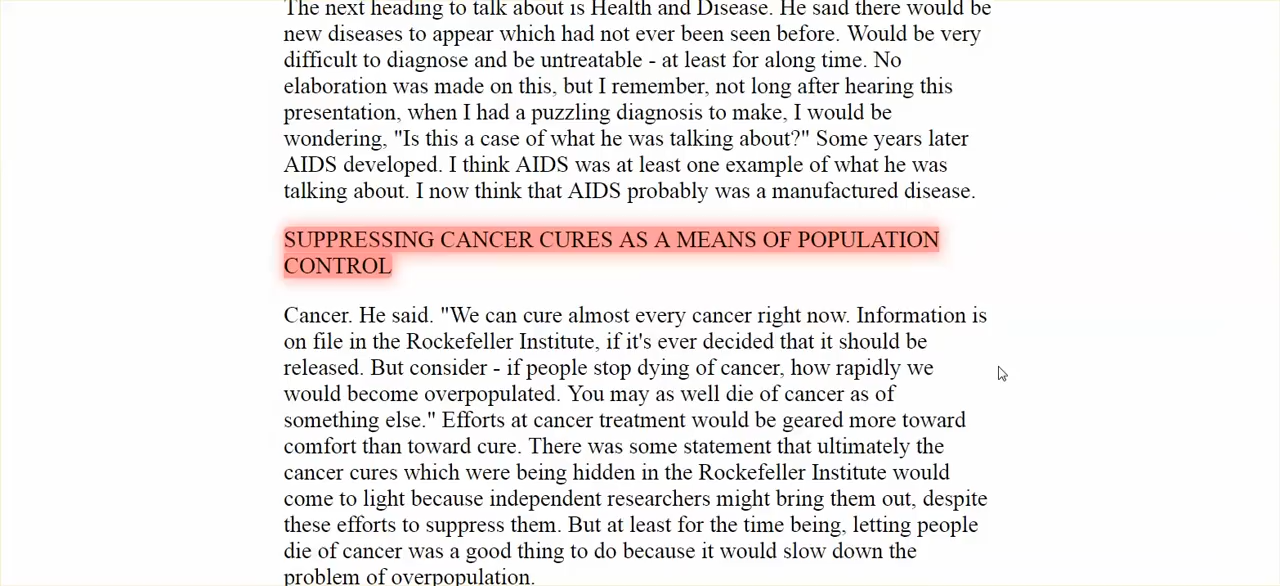 The next heading to talk about is Health and Disease. He said there would be
new diseases to appear which had not ever been seen before. Would be very
difficult to diagnose and be untreatable - at least for along time. No
elaboration was made on this, but I remember, not long after hearing this
presentation, when I had a puzzling diagnosis to make, I would be
wondering, "Is this a case of what he was talking about?" Some years later
AIDS developed. I think AIDS was at least one example of what he was
talking about. I now think that AIDS probably was a manufactured disease.
SUPPRESSING CANCER CURES AS A MEANS OF POPULATION
CONTROL
Cancer. He said. "We can cure almost every cancer right now. Information is
on file in the Rockefeller Institute, if it's ever decided that it should be
released. But consider - if people stop dying of cancer, how rapidly we
would become overpopulated. You may as well die of cancer as of
something else." Efforts at cancer treatment would be geared more toward
comfort than toward cure. There was some statement that ultimately the
cancer cures which were being hidden in the Rockefeller Institute would
come to light because independent researchers might bring them out, despite
these efforts to suppress them. But at least for the time being, letting people
die of cancer was a good thing to do because it would slow down the
problem of overpopulation.